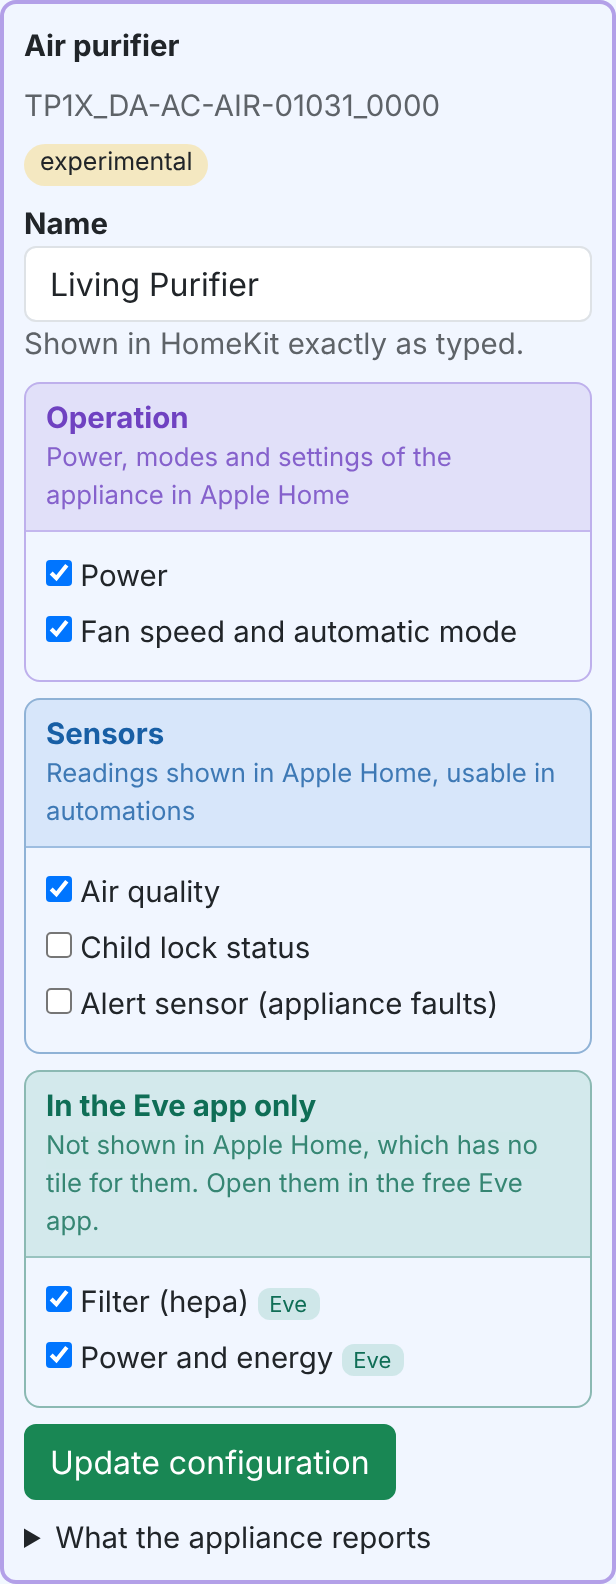 Air purifier
TP1X_DA-AC-AIR-01031_0000
experimental
Name
Living Purifier
Shown in HomeKit exactly as typed.
Operation
Power, modes and settings of the
appliance in Apple Home
Power
Fan speed and automatic mode
Sensors
Readings shown in Apple Home, usable in
automations
Air quality
Child lock status
Alert sensor (appliance faults)
In the Eve app only
Not shown in Apple Home, which has no
tile for them. Open them in the free Eve
app.
Filter (hepa) Eve
Power and energy Eve
Update configuration
What the appliance reports